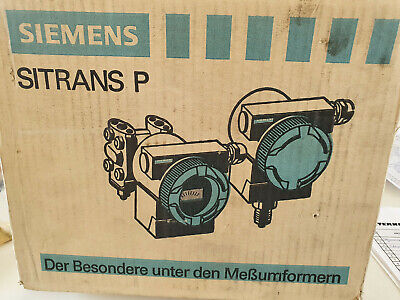 SIEMENS
SITRANS P
Der Besondere unter den Meßumformern